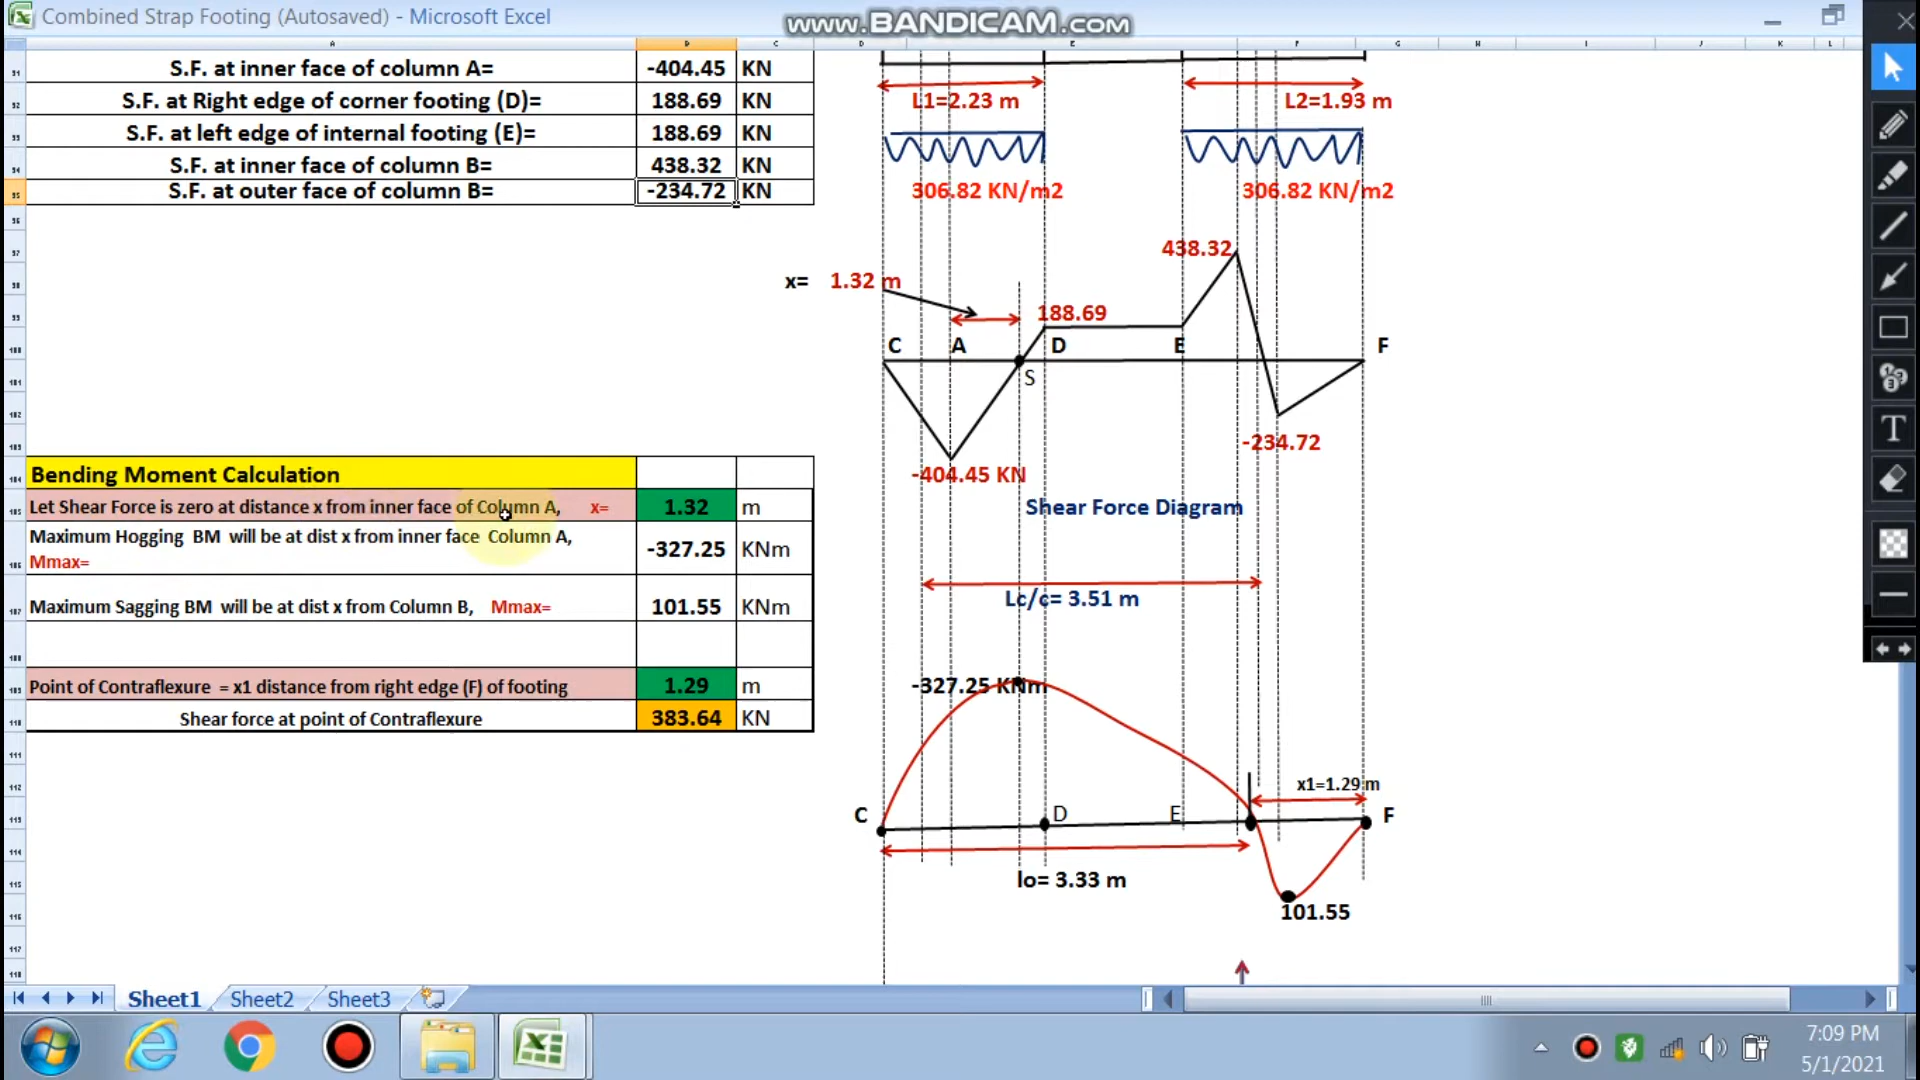 Combined Strap Footing (Autosaved) - Microsoft Excel
www.BANDICAM.com
S.F. at inner face of column A= -404.45 KN
S.F. at Right edge of corner footing (D)= 188.69 KN
S.F. at left edge of internal footing (E)= 188.69 KN
S.F. at inner face of column B= 438.32 KN
S.F. at outer face of column B= -234.72 KN
L1=2.23 m
L2=1.93 m
306.82 KN/m2
306.82 KN/m2
438.32
x= 1.32 m
188.69
C A D E F
S
-234.72
-404.45 KN
Shear Force Diagram
Bending Moment Calculation
Let Shear Force is zero at distance x from inner face of Column A, x= 1.32 m
Maximum Hogging BM will be at dist x from inner face Column A,
Mmax= -327.25 KNm
Maximum Sagging BM will be at dist x from Column B, Mmax= 101.55 KNm
Point of Contraflexure = x1 distance from right edge (F) of footing 1.29 m
Shear force at point of Contraflexure 383.64 KN
Lc/c= 3.51 m
-327.25 KNm
x1=1.29 m
C D E F
lo= 3.33 m
101.55
Sheet1 Sheet2 Sheet3
7:09 PM
5/1/2021